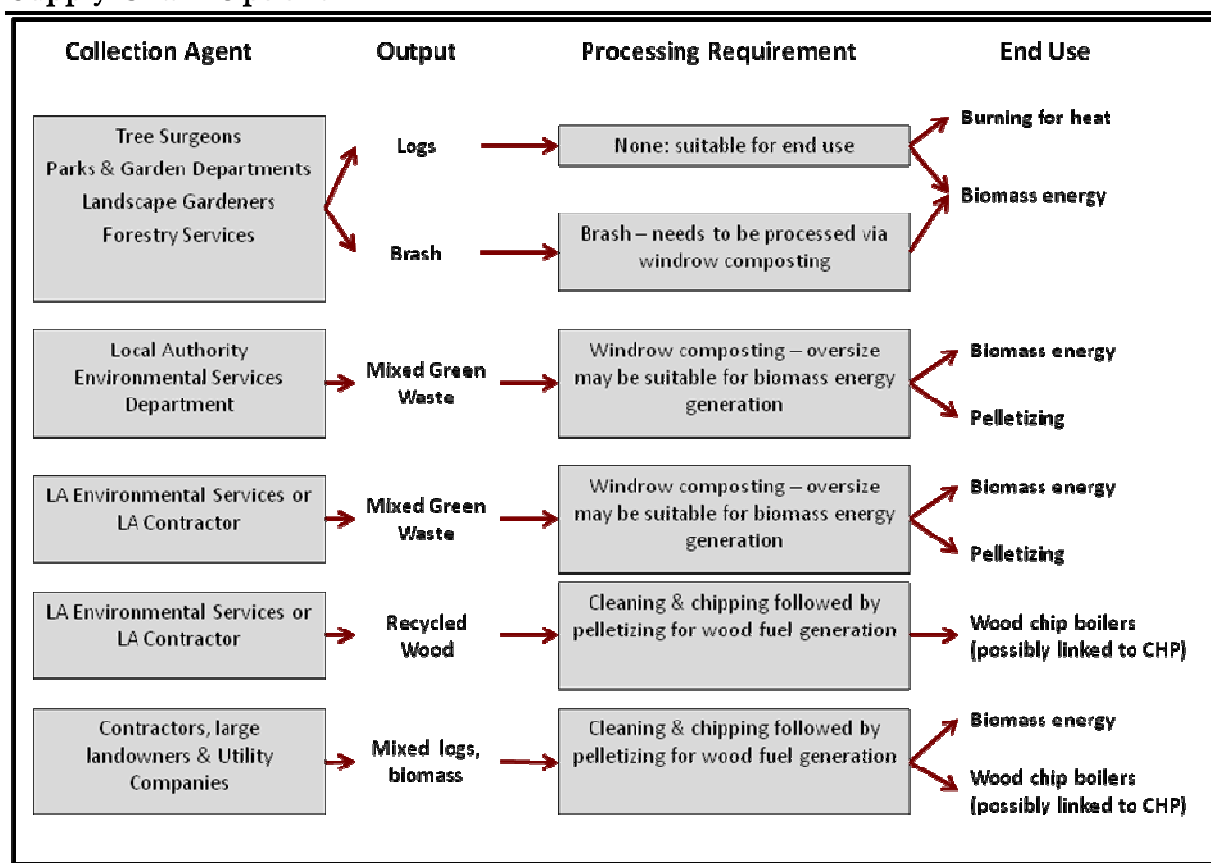 Collection Agent
Output
Processing Requirement
End Use
Tree Surgeons
Parks & Garden Departments
Landscape Gardeners
Forestry Services
Logs
None: suitable for end use
Burning for heat
Biomass energy
Brash
Brash – needs to be processed via
windrow composting
Local Authority
Environmental Services
Department
Mixed Green
Waste
Windrow composting – oversize
may be suitable for biomass energy
generation
Biomass energy
Pelletizing
LA Environmental Services or
LA Contractor
Mixed Green
Waste
Windrow composting – oversize
may be suitable for biomass energy
generation
Biomass energy
Pelletizing
LA Environmental Services or
LA Contractor
Recycled
Wood
Cleaning & chipping followed by
pelletizing for wood fuel generation
Wood chip boilers
(possibly linked to CHP)
Contractors, large
landowners & Utility
Companies
Mixed logs,
biomass
Cleaning & chipping followed by
pelletizing for wood fuel generation
Biomass energy
Wood chip boilers
(possibly linked to CHP)